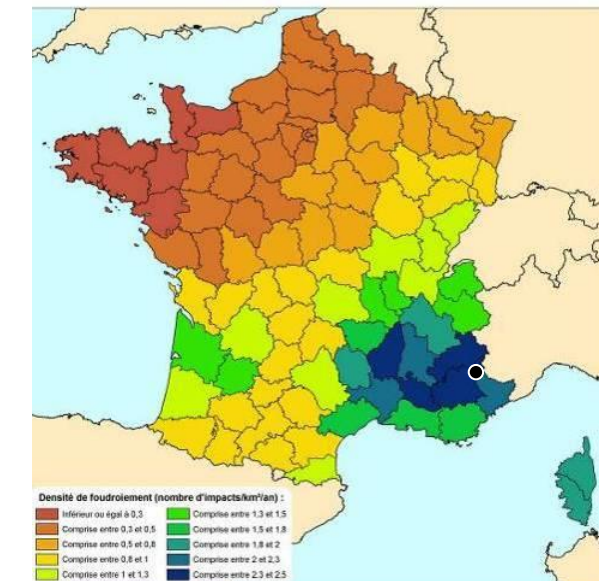 Densité de foudroiement (nombre d'impacts/km²/an) :
Inférieur ou égal à 0,3
Comprise entre 0,3 et 0,5
Comprise entre 0,5 et 0,8
Comprise entre 0,8 et 1
Comprise entre 1 et 1,3
Comprise entre 1,3 et 1,5
Comprise entre 1,5 et 1,8
Comprise entre 1,8 et 2
Comprise entre 2 et 2,3
Comprise entre 2.3 et 2.5